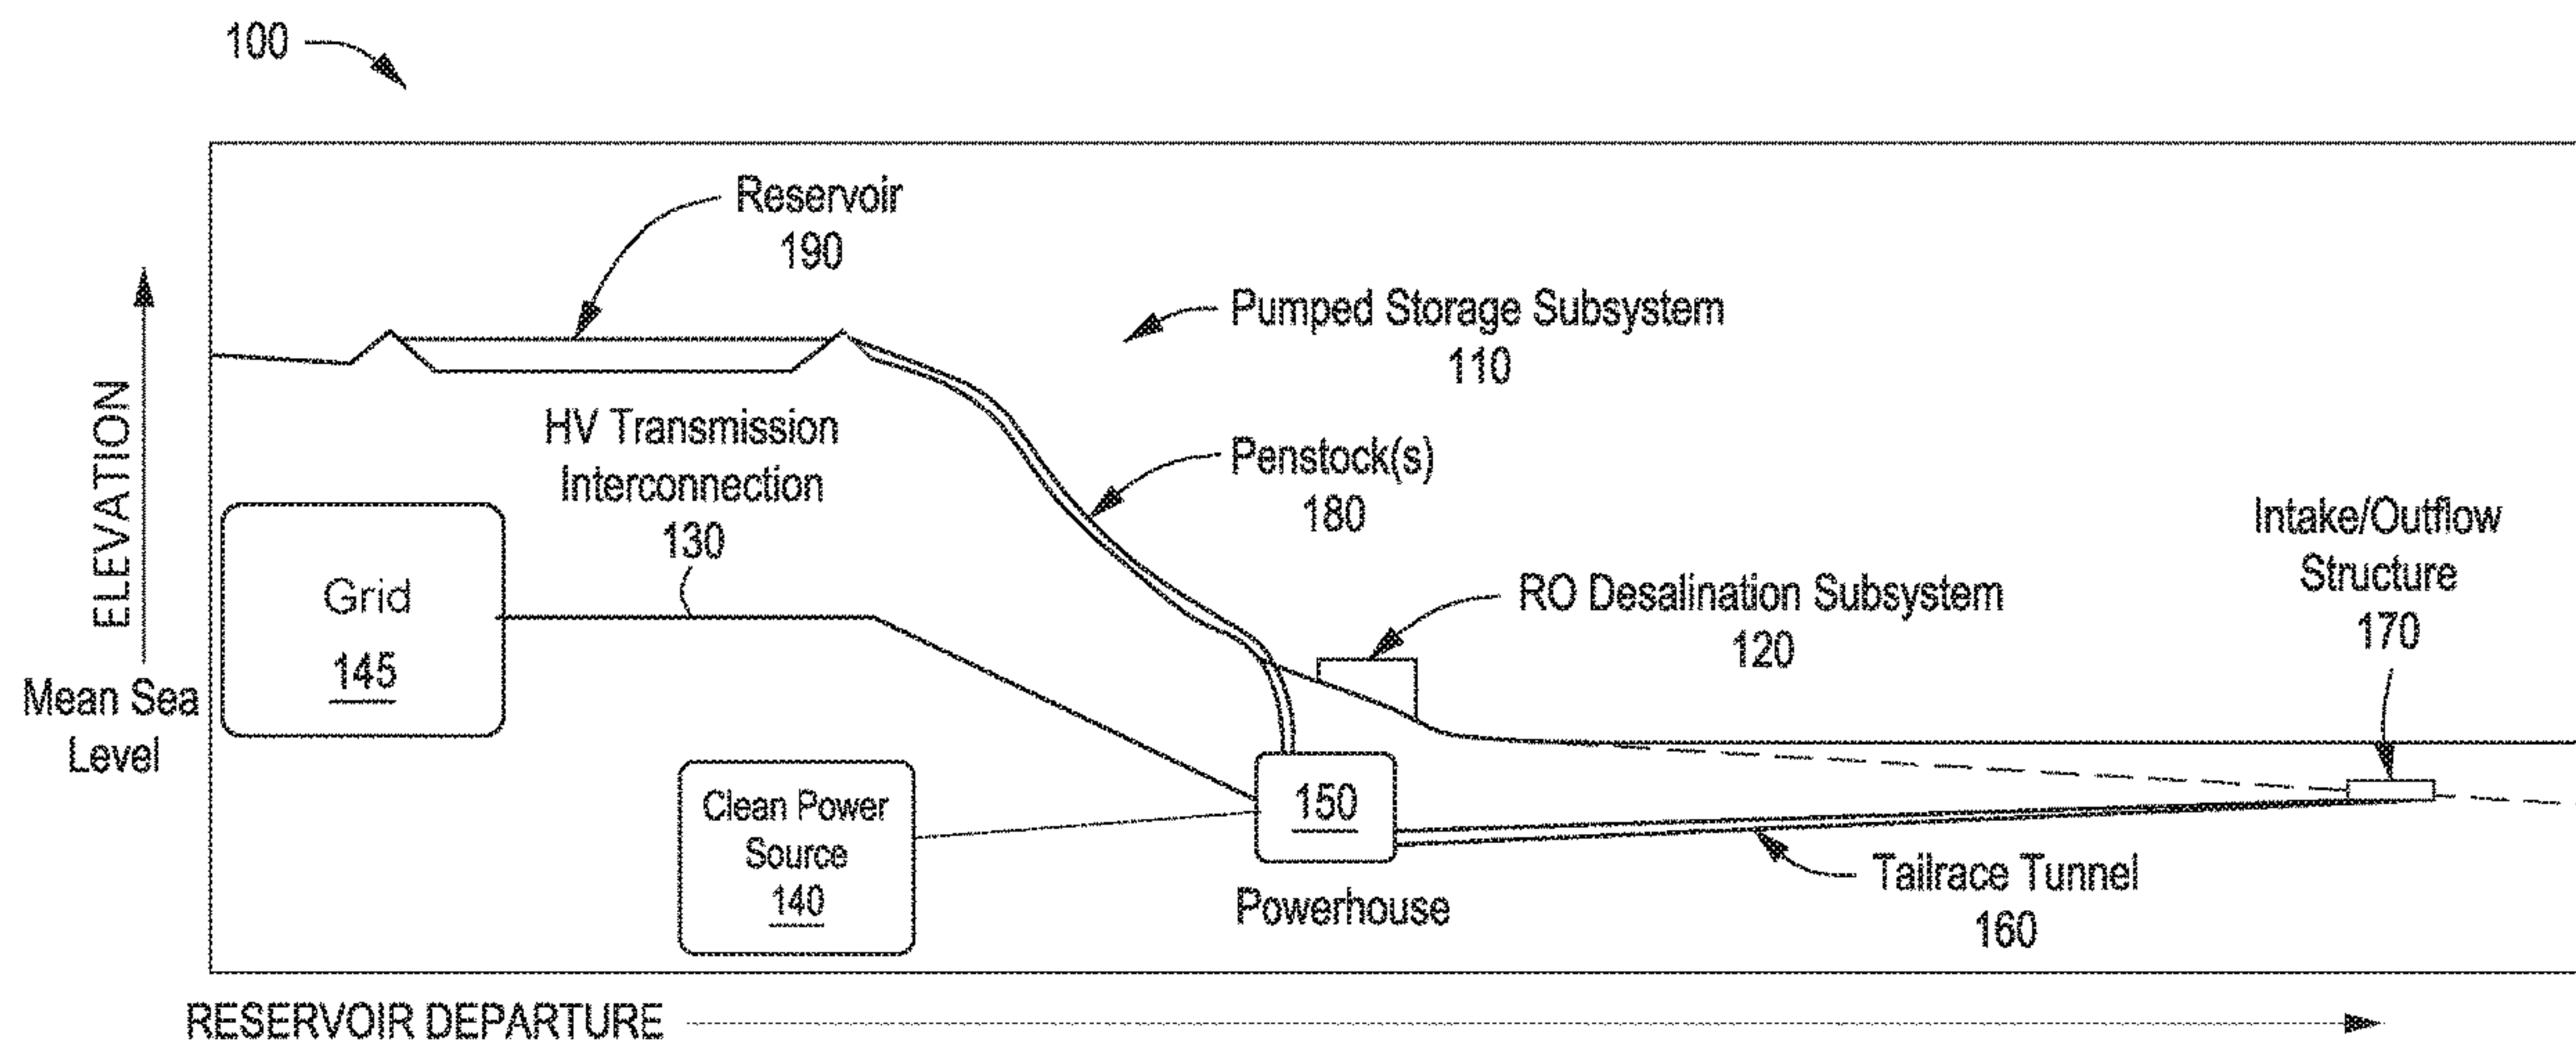 100
Reservoir
190
Pumped Storage Subsystem
110
HV Transmission
Interconnection
130
Penstock(s)
180
Intake/Outflow
Structure
170
ELEVATION
Grid
145
RO Desalination Subsystem
120
Mean Sea
Level
Clean Power
Source
140
150
Powerhouse
Tailrace Tunnel
160
RESERVOIR DEPARTURE